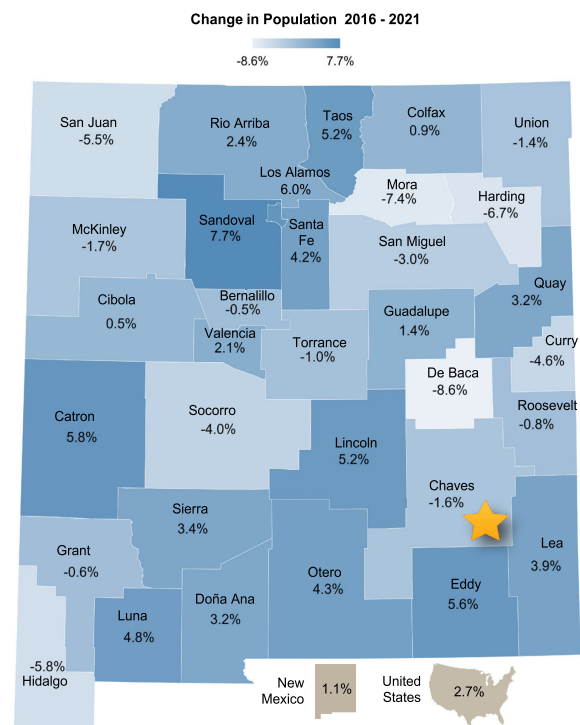 Change in Population 2016 - 2021
-8.6%
7.7%
San Juan
-5.5%
Rio Arriba
2.4%
Taos
5.2%
Colfax
0.9%
Union
-1.4%
Los Alamos
6.0%
Mora
-7.4%
Harding
-6.7%
McKinley
-1.7%
Sandoval
7.7%
Santa
Fe
4.2%
San Miguel
-3.0%
Quay
3.2%
Cibola
0.5%
Bernalillo
-0.5%
Valencia
2.1%
Torrance
-1.0%
Guadalupe
1.4%
Curry
-4.6%
De Baca
-8.6%
Roosevelt
-0.8%
Catron
5.8%
Socorro
-4.0%
Lincoln
5.2%
Chaves
-1.6%
Sierra
3.4%
Grant
-0.6%
Otero
4.3%
Lea
3.9%
Eddy
5.6%
Luna
4.8%
Doña Ana
3.2%
-5.8%
Hidalgo
New
Mexico
1.1%
United
States
2.7%